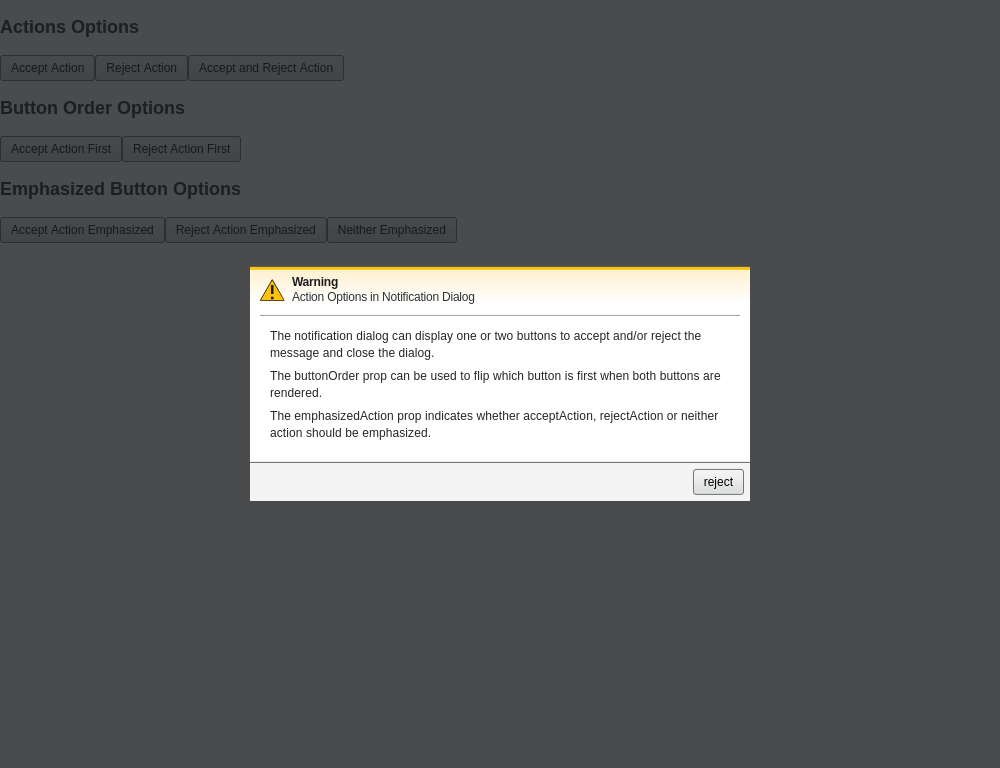 Actions Options
Accept Action Reject Action Accept and Reject Action
Button Order Options
Accept Action First Reject Action First
Emphasized Button Options
Accept Action Emphasized Reject Action Emphasized Neither Emphasized
Warning
Action Options in Notification Dialog
The notification dialog can display one or two buttons to accept and/or reject the
message and close the dialog.
The buttonOrder prop can be used to flip which button is first when both buttons are
rendered.
The emphasizedAction prop indicates whether acceptAction, rejectAction or neither
action should be emphasized.
reject